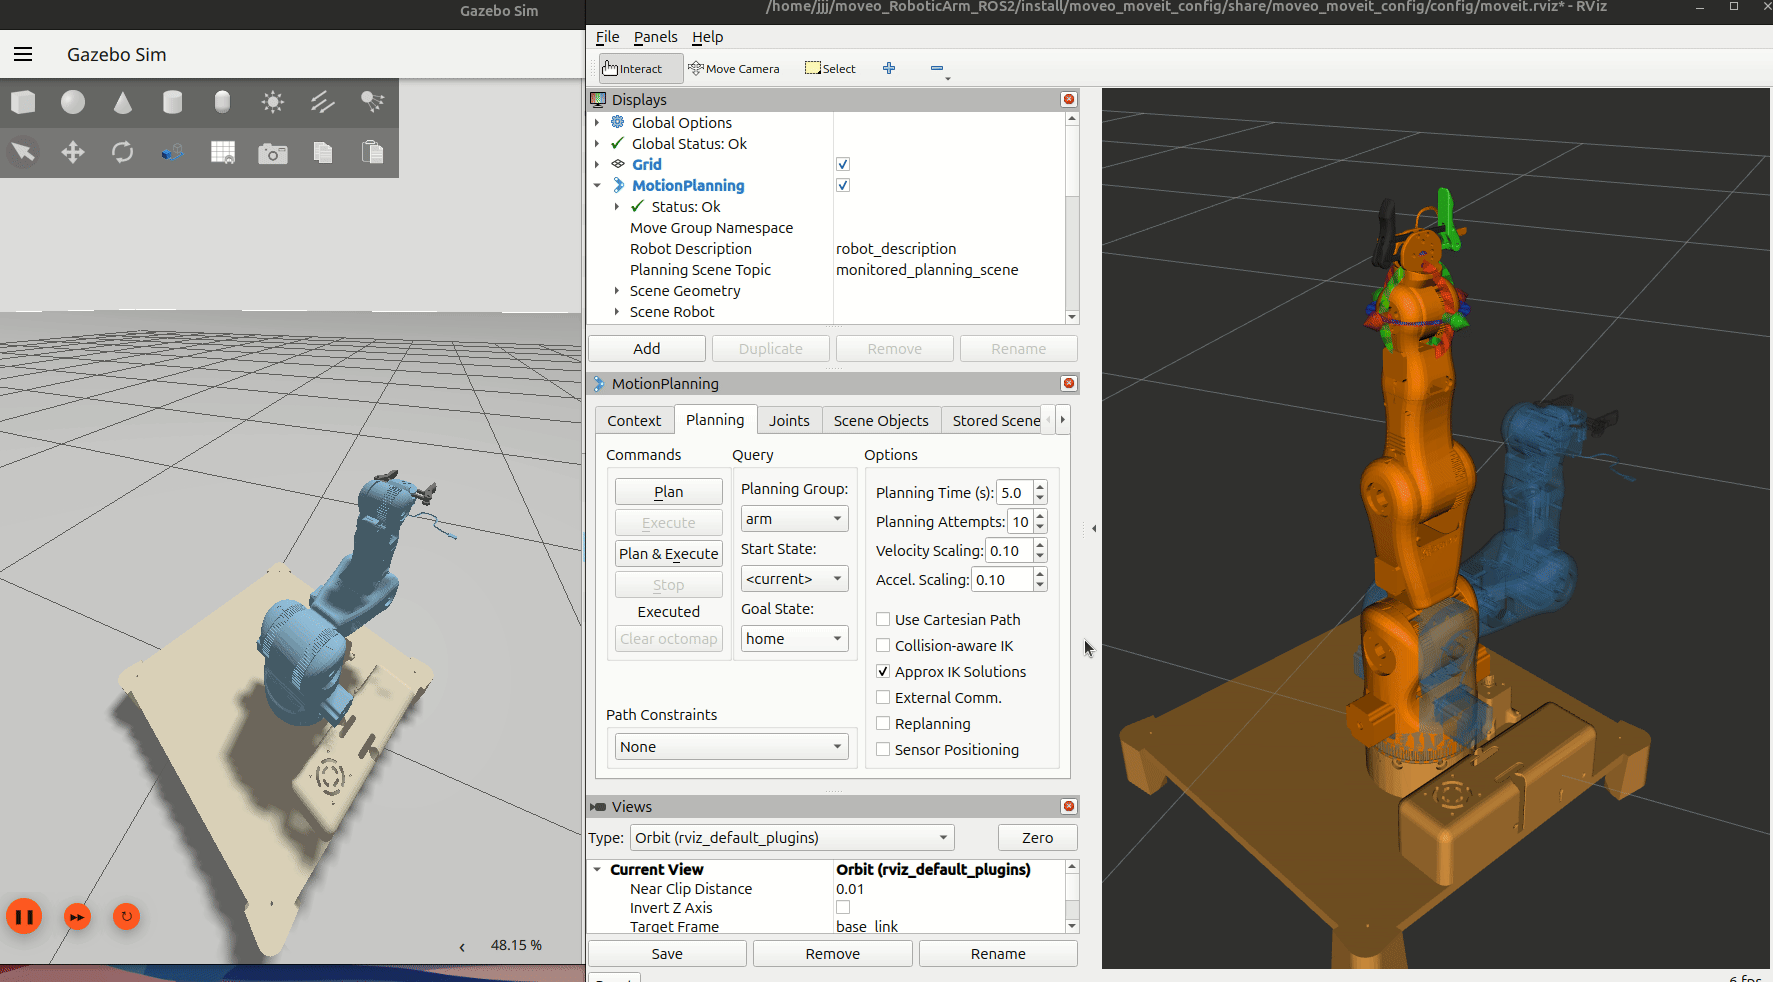 Gazebo Sim
Gazebo Sim
48.15 %
/home/jjjj/moveo_RoboticArm_ROS2/install/moveo_moveit_config/share/moveo_moveit_config/config/moveit.rviz* - RViz
File Panels Help
Interact Move Camera Select
Displays
Global Options
Global Status: Ok
Grid
MotionPlanning
Status: Ok
Move Group Namespace
Robot Description robot_description
Planning Scene Topic monitored_planning_scene
Scene Geometry
Scene Robot
Add Duplicate Remove Rename
MotionPlanning
Context Planning Joints Scene Objects Stored Scene
Commands Query Options
Plan
Execute
Plan & Execute
Stop
Executed
Clear octomap
Planning Group:
arm
Start State:
<current>
Goal State:
home
Planning Time (s): 5.0
Planning Attempts: 10
Velocity Scaling: 0.10
Accel. Scaling: 0.10
Use Cartesian Path
Collision-aware IK
Approx IK Solutions
External Comm.
Replanning
Sensor Positioning
Path Constraints
None
Views
Type: Orbit (rviz_default_plugins) Zero
Current View Orbit (rviz_default_plugins)
Near Clip Distance 0.01
Invert Z Axis
Target Frame base_link
Save Remove Rename
6 fps